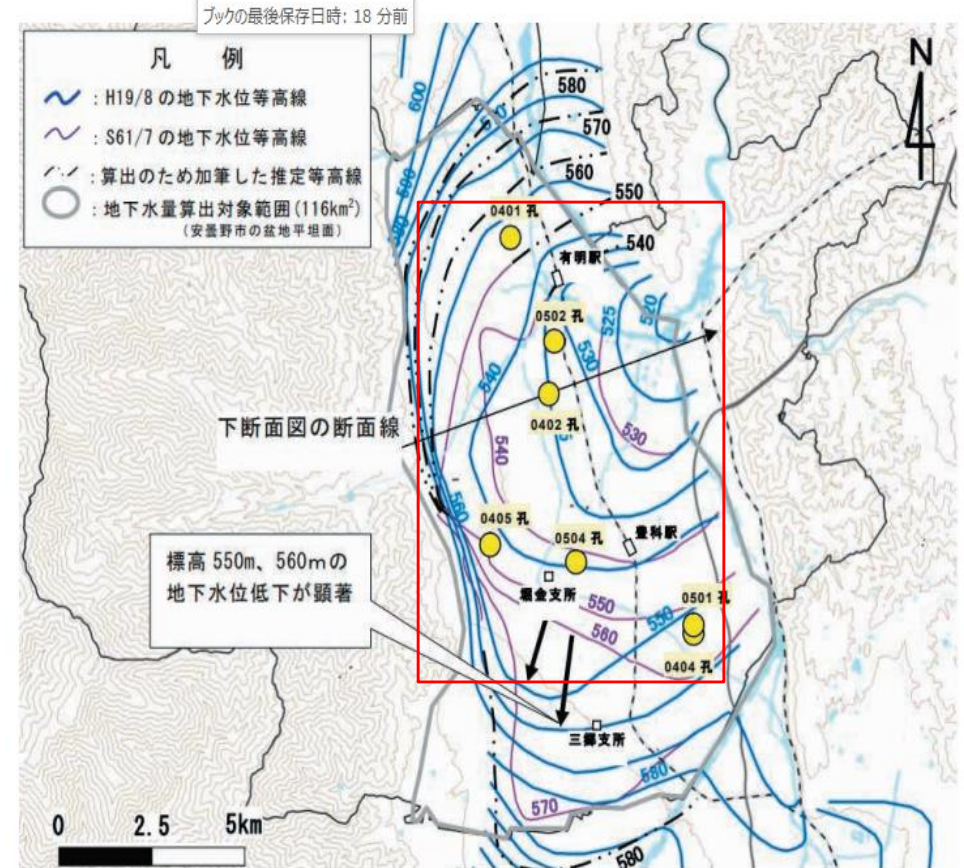 ブックの最後保存日時: 18 分前
凡 例
: H19/8 の地下水位等高線
: S61/7 の地下水位等高線
: 算出のため加筆した推定等高線
: 地下水量算出対象範囲(116km²)
(安曇野市の盆地平坦面)
N
600
580
570
560
550
590
580
0401 孔
540
有明駅
0502 孔
525
520
530
540
0402 孔
下断面図の断面線
530
540
560
0405 孔
0504 孔
豊科駅
標高 550m、560mの
地下水位低下が顕著
堀金支所
550
550
0501 孔
560
0404 孔
三郷支所
580
570
0 2.5 5km
580